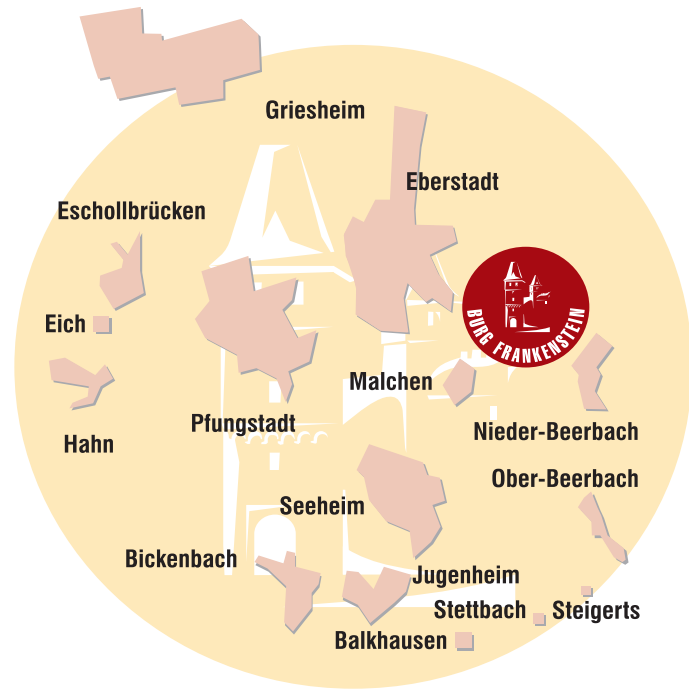 Griesheim
Eberstadt
Eschollbrücken
BURG FRANKENSTEIN
Eich
Malchen
Pfungstadt
Nieder-Beerbach
Hahn
Ober-Beerbach
Seeheim
Bickenbach
Jugenheim
Stettbach
Steigerts
Balkhausen